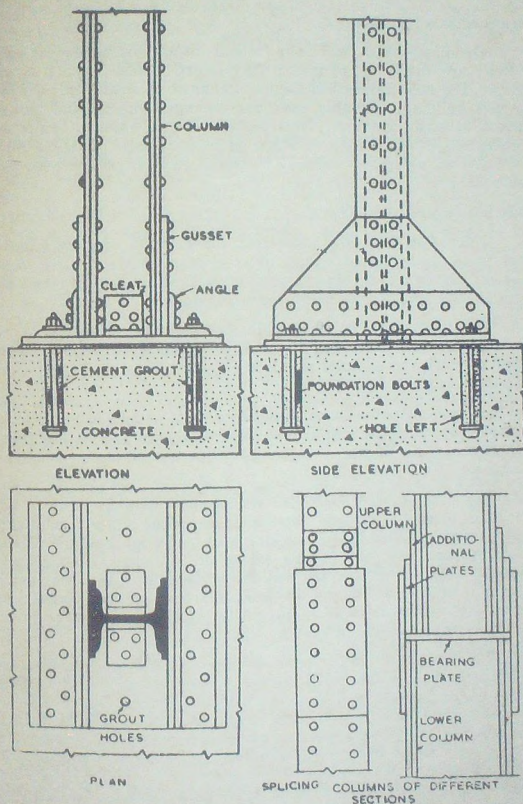 COLUMN
GUSSET
CLEAT
ANGLE
CEMENT GROUT
CONCRETE
ELEVATION
FOUNDATION BOLTS
HOLE LEFT
SIDE ELEVATION
GROUT
HOLES
PLAN
UPPER
COLUMN
ADDITIO-
NAL
PLATES
BEARING
PLATE
LOWER
COLUMN
SPLICING COLUMNS OF DIFFERENT
SECTIONS